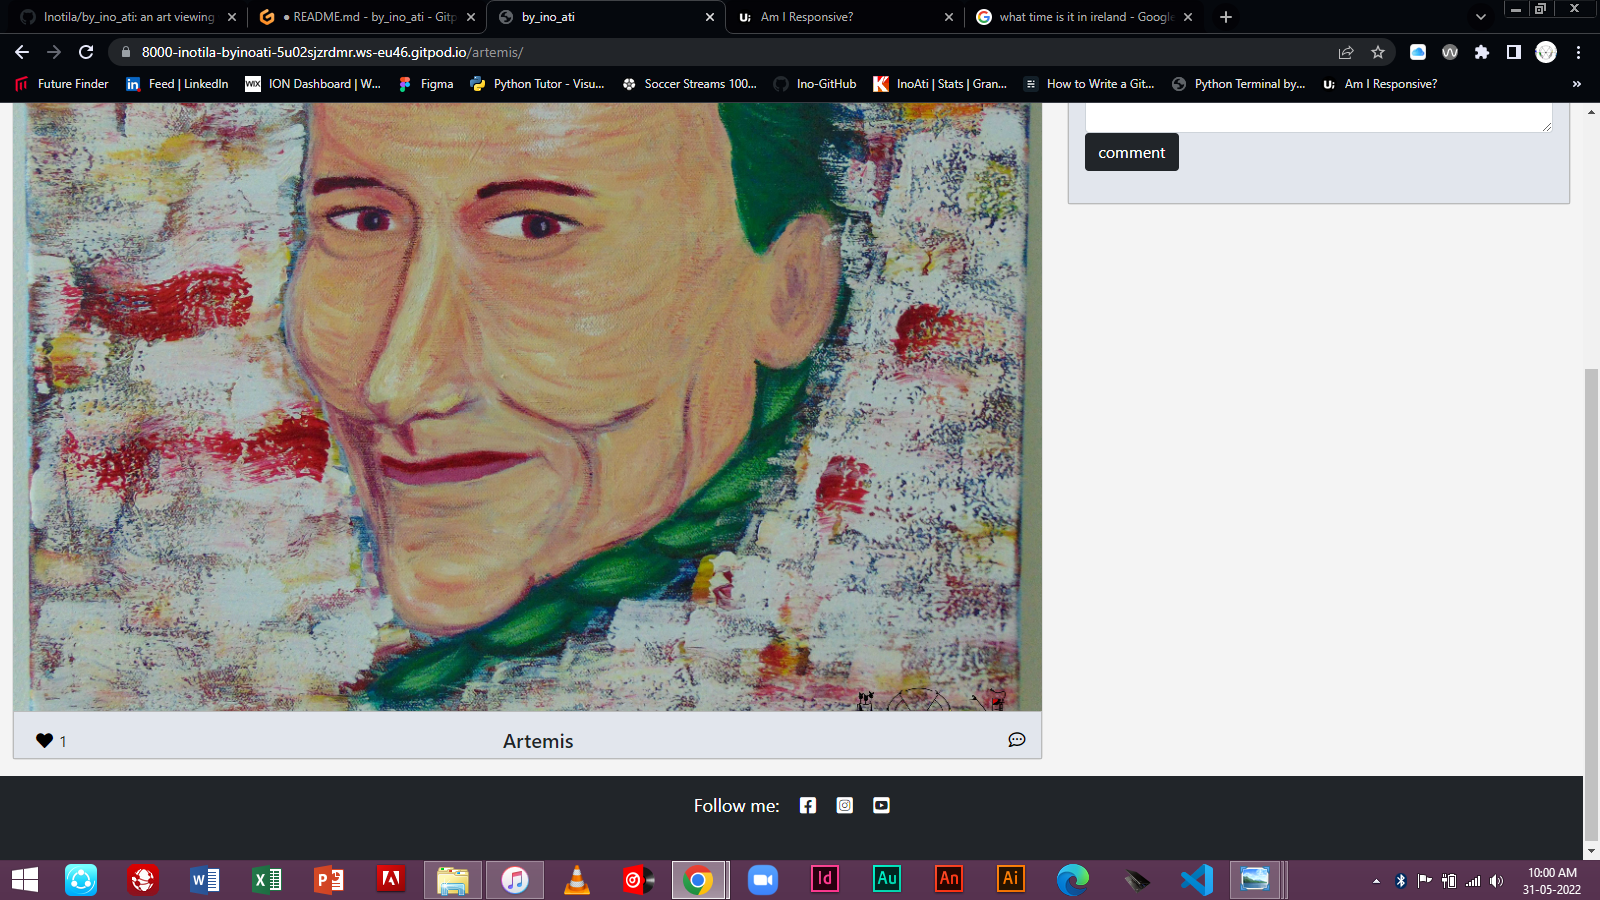 Inotila/by_ino_ati: an art viewing
● README.md - by_ino_ati - Gitp
by_ino_ati
Am I Responsive?
what time is it in ireland - Google
8000-inotila-byinoati-5u02sjzrdmr.ws-eu46.gitpod.io/artemis/
Future Finder
Feed | LinkedIn
WIX
ION Dashboard | W...
Figma
Python Tutor - Visu...
Soccer Streams 100...
Ino-GitHub
InoAti | Stats | Gran...
How to Write a Git...
Python Terminal by...
Am I Responsive?
comment
1
Artemis
Follow me:
Id
Au
An
Ai
10:00 AM
31-05-2022